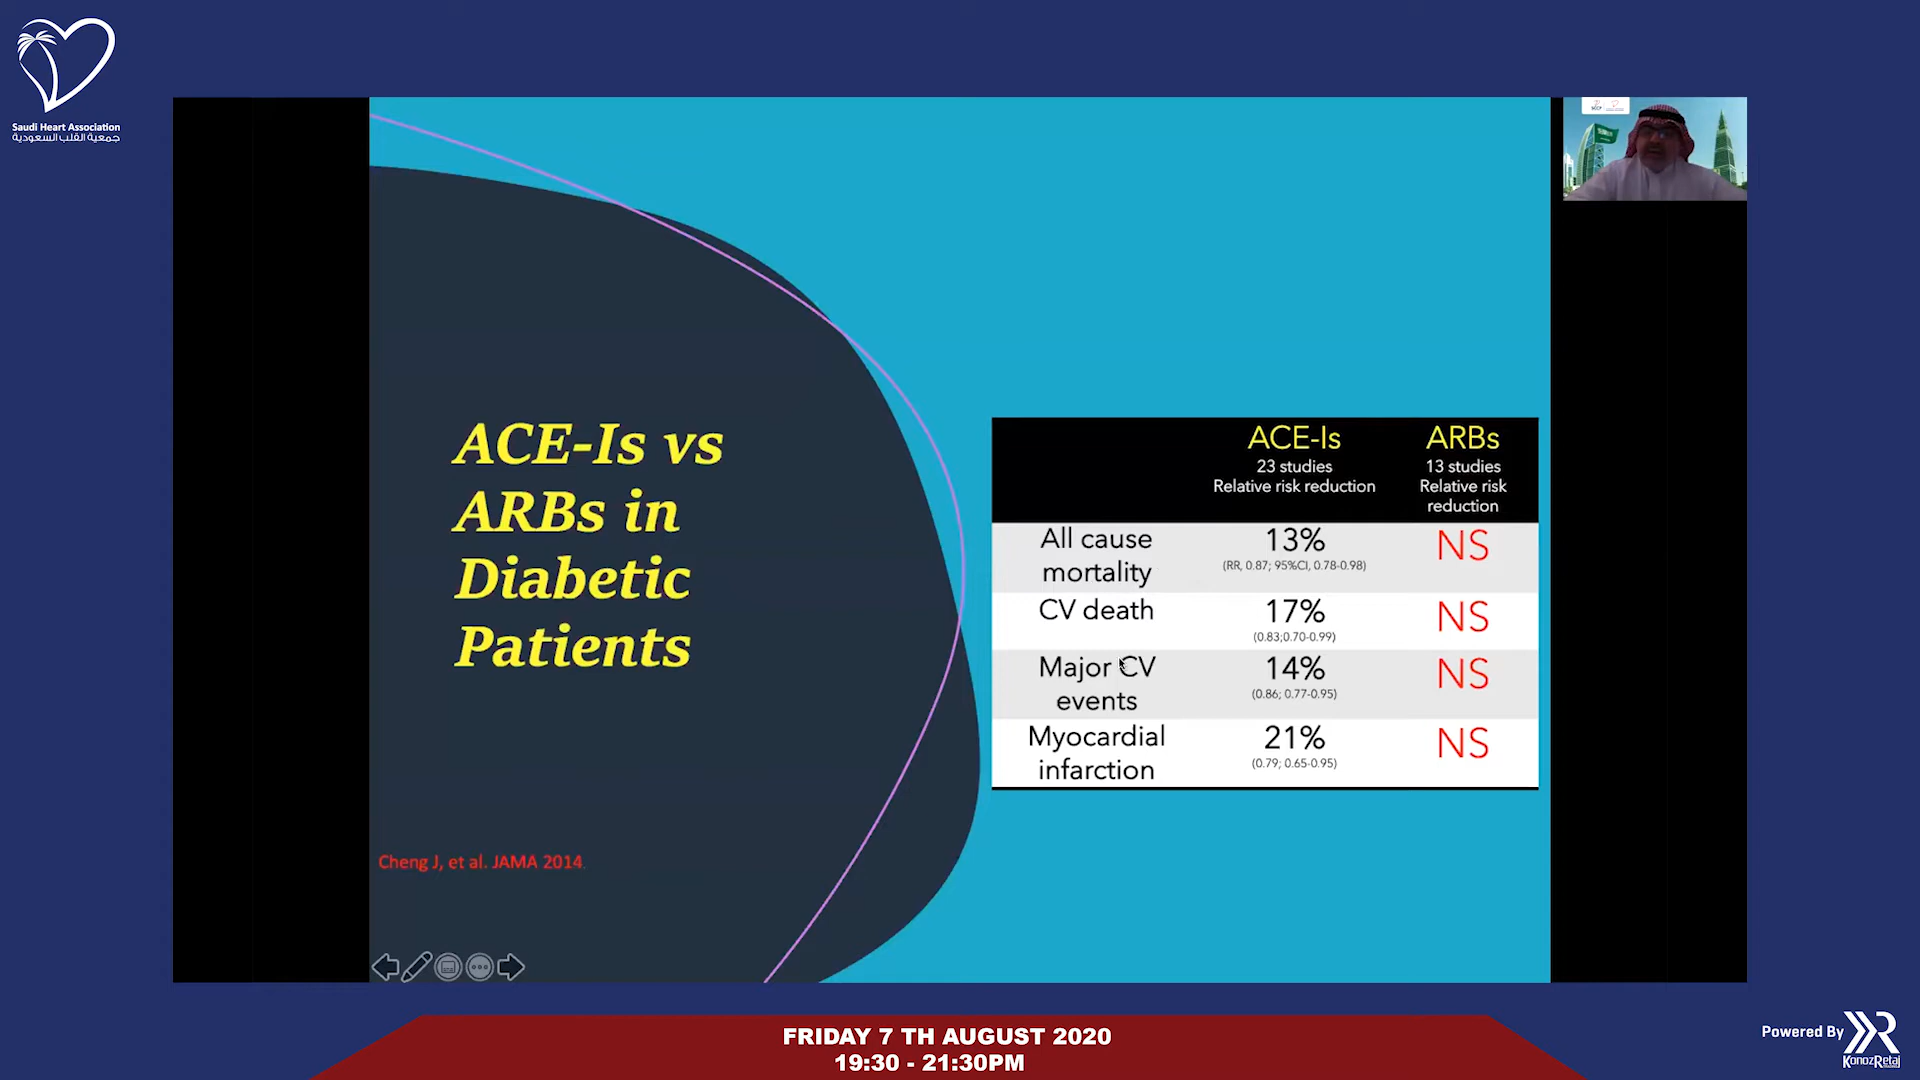 Saudi Heart Association
جمعية القلب السعودية
ACE-Is vs
ARBs in
Diabetic
Patients
Cheng J, et al. JAMA 2014.
ACE-Is
23 studies
Relative risk reduction
ARBs
13 studies
Relative risk
reduction
All cause
mortality
13%
(RR, 0.87; 95%CI, 0.78-0.98)
NS
CV death
17%
(0.83;0.70-0.99)
NS
Major CV
events
14%
(0.86; 0.77-0.95)
NS
Myocardial
infarction
21%
(0.79; 0.65-0.95)
NS
FRIDAY 7 TH AUGUST 2020
19:30 - 21:30PM
Powered By
KonozRetaj